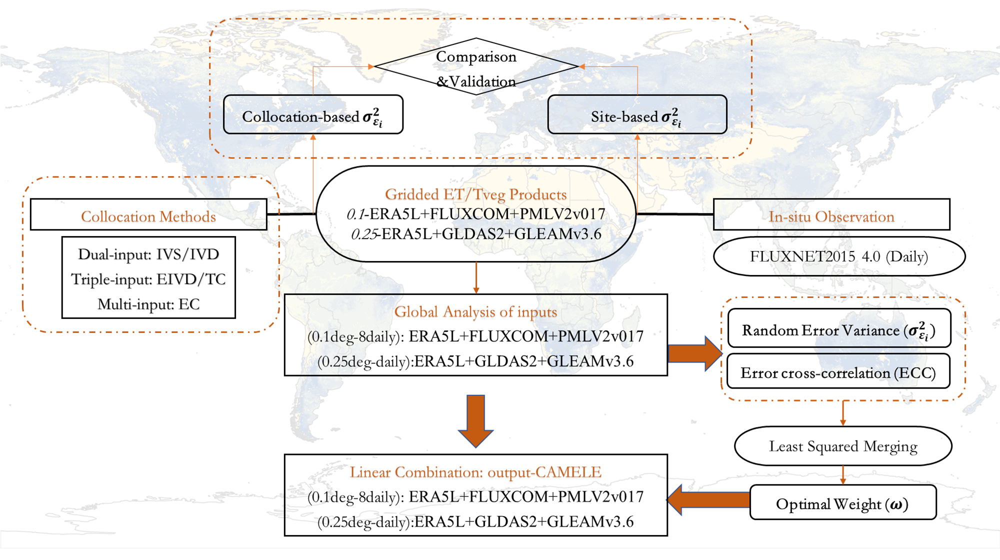 Comparison
&Validation
Collocation-based σ²εᵢ
Site-based σ²εᵢ
Gridded ET/Tveg Products
0.1-ERA5L+FLUXCOM+PMLV2v017
0.25-ERA5L+GLDAS2+GLEAMv3.6
Collocation Methods
Dual-input: IVS/IVD
Triple-input: EIVD/TC
Multi-input: EC
In-situ Observation
FLUXNET2015 4.0 (Daily)
Global Analysis of inputs
(0.1deg-8daily): ERA5L+FLUXCOM+PMLV2v017
(0.25deg-daily):ERA5L+GLDAS2+GLEAMv3.6
Random Error Variance (σ²εᵢ)
Error cross-correlation (ECC)
Least Squared Merging
Optimal Weight (ω)
Linear Combination: output-CAMELE
(0.1deg-8daily): ERA5L+FLUXCOM+PMLV2v017
(0.25deg-daily):ERA5L+GLDAS2+GLEAMv3.6